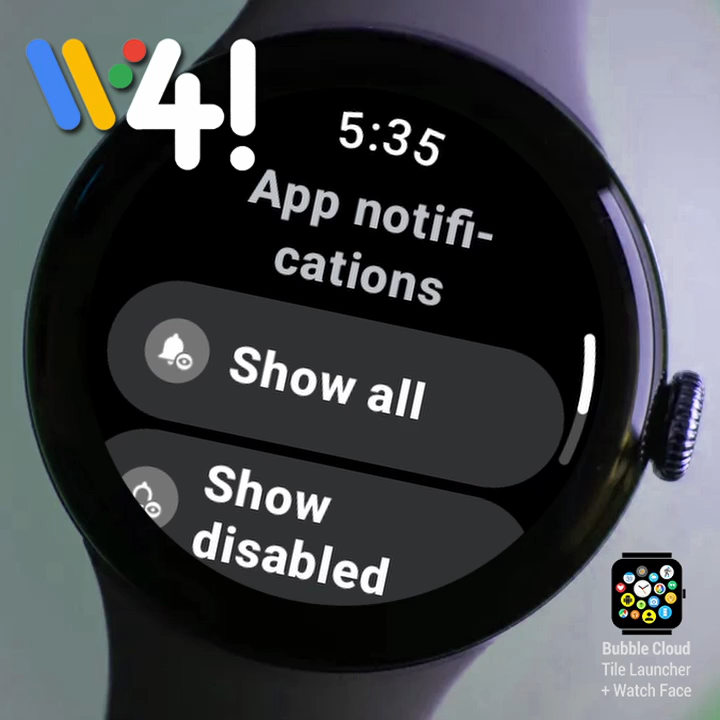 W4!
5:35
App notifi-
cations
Show all
Show
disabled
Bubble Cloud
Tile Launcher
+ Watch Face